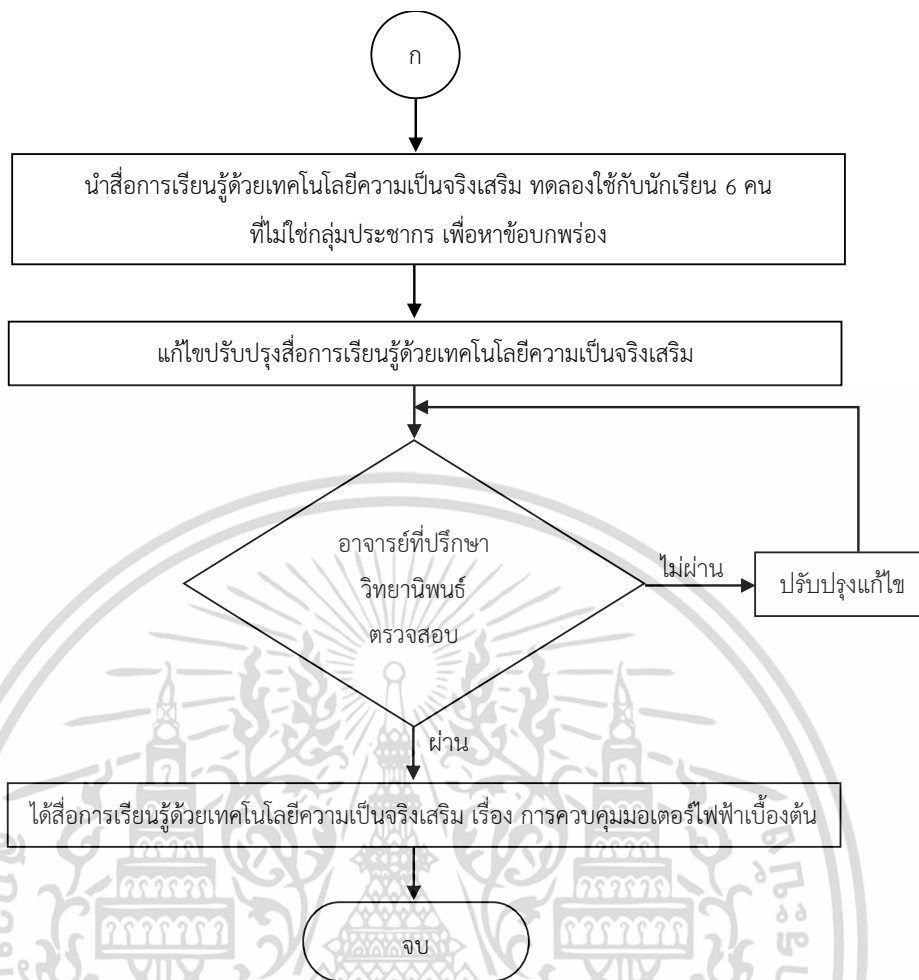 ก
นำสื่อการเรียนรู้ด้วยเทคโนโลยีความเป็นจริงเสริม ทดลองใช้กับนักเรียน 6 คน
ที่ไม่ใช่กลุ่มประชากร เพื่อหาข้อบกพร่อง
แก้ไขปรับปรุงสื่อการเรียนรู้ด้วยเทคโนโลยีความเป็นจริงเสริม
อาจารย์ที่ปรึกษา
วิทยานิพนธ์
ตรวจสอบ
ไม่ผ่าน
ปรับปรุงแก้ไข
ผ่าน
ได้สื่อการเรียนรู้ด้วยเทคโนโลยีความเป็นจริงเสริม เรื่อง การควบคุมมอเตอร์ไฟฟ้าเบื้องต้น
จบ